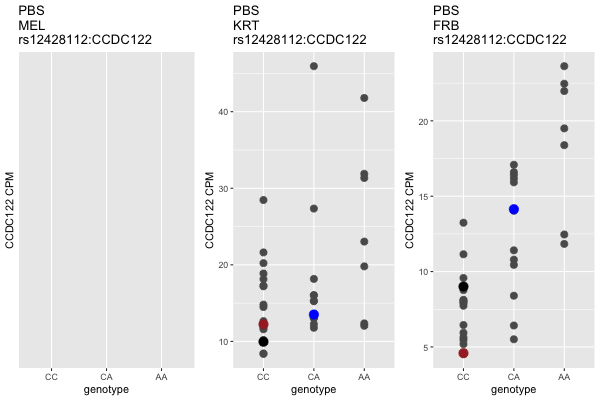 PBS
MEL
rs12428112:CCDC122
CCDC122 CPM
CC
CA
AA
genotype
PBS
KRT
rs12428112:CCDC122
CCDC122 CPM
40
30
20
10
CC
CA
AA
genotype
PBS
FRB
rs12428112:CCDC122
CCDC122 CPM
20
15
10
5
CC
CA
AA
genotype